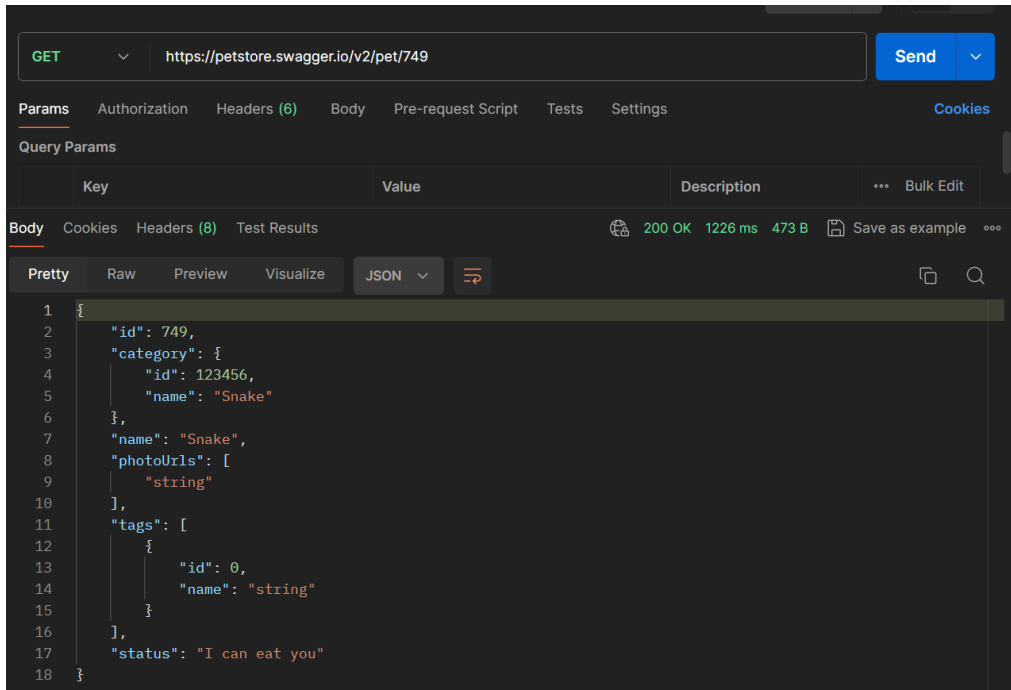 GET https://petstore.swagger.io/v2/pet/749 Send
Params Authorization Headers (6) Body Pre-request Script Tests Settings Cookies
Query Params
Key Value Description ••• Bulk Edit
Body Cookies Headers (8) Test Results 200 OK 1226 ms 473 B Save as example •••
Pretty Raw Preview Visualize JSON
1 {
2 "id": 749,
3 "category": {
4 "id": 123456,
5 "name": "Snake"
6 },
7 "name": "Snake",
8 "photoUrls": [
9 "string"
10 ],
11 "tags": [
12 {
13 "id": 0,
14 "name": "string"
15 }
16 ],
17 "status": "I can eat you"
18 }